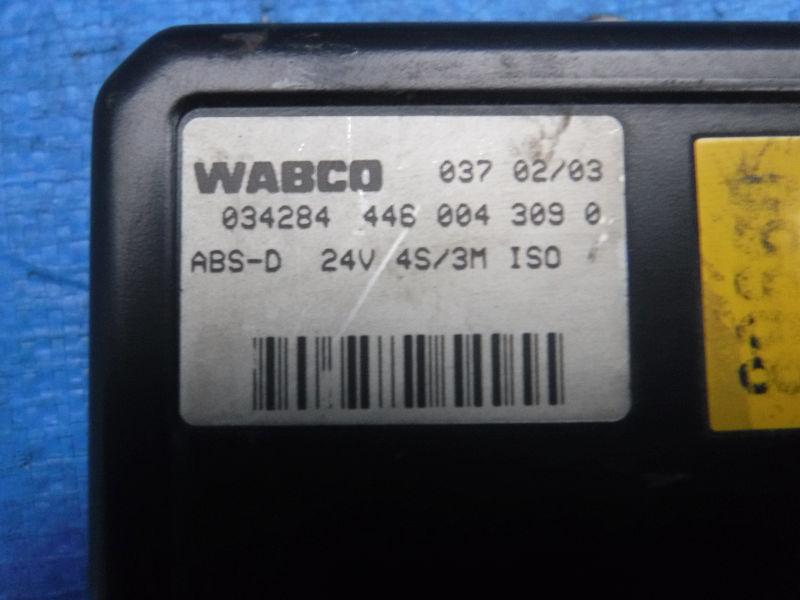 WABCO 037 02/03
034284 446 004 309 0
ABS-D 24V 4S/3M ISO